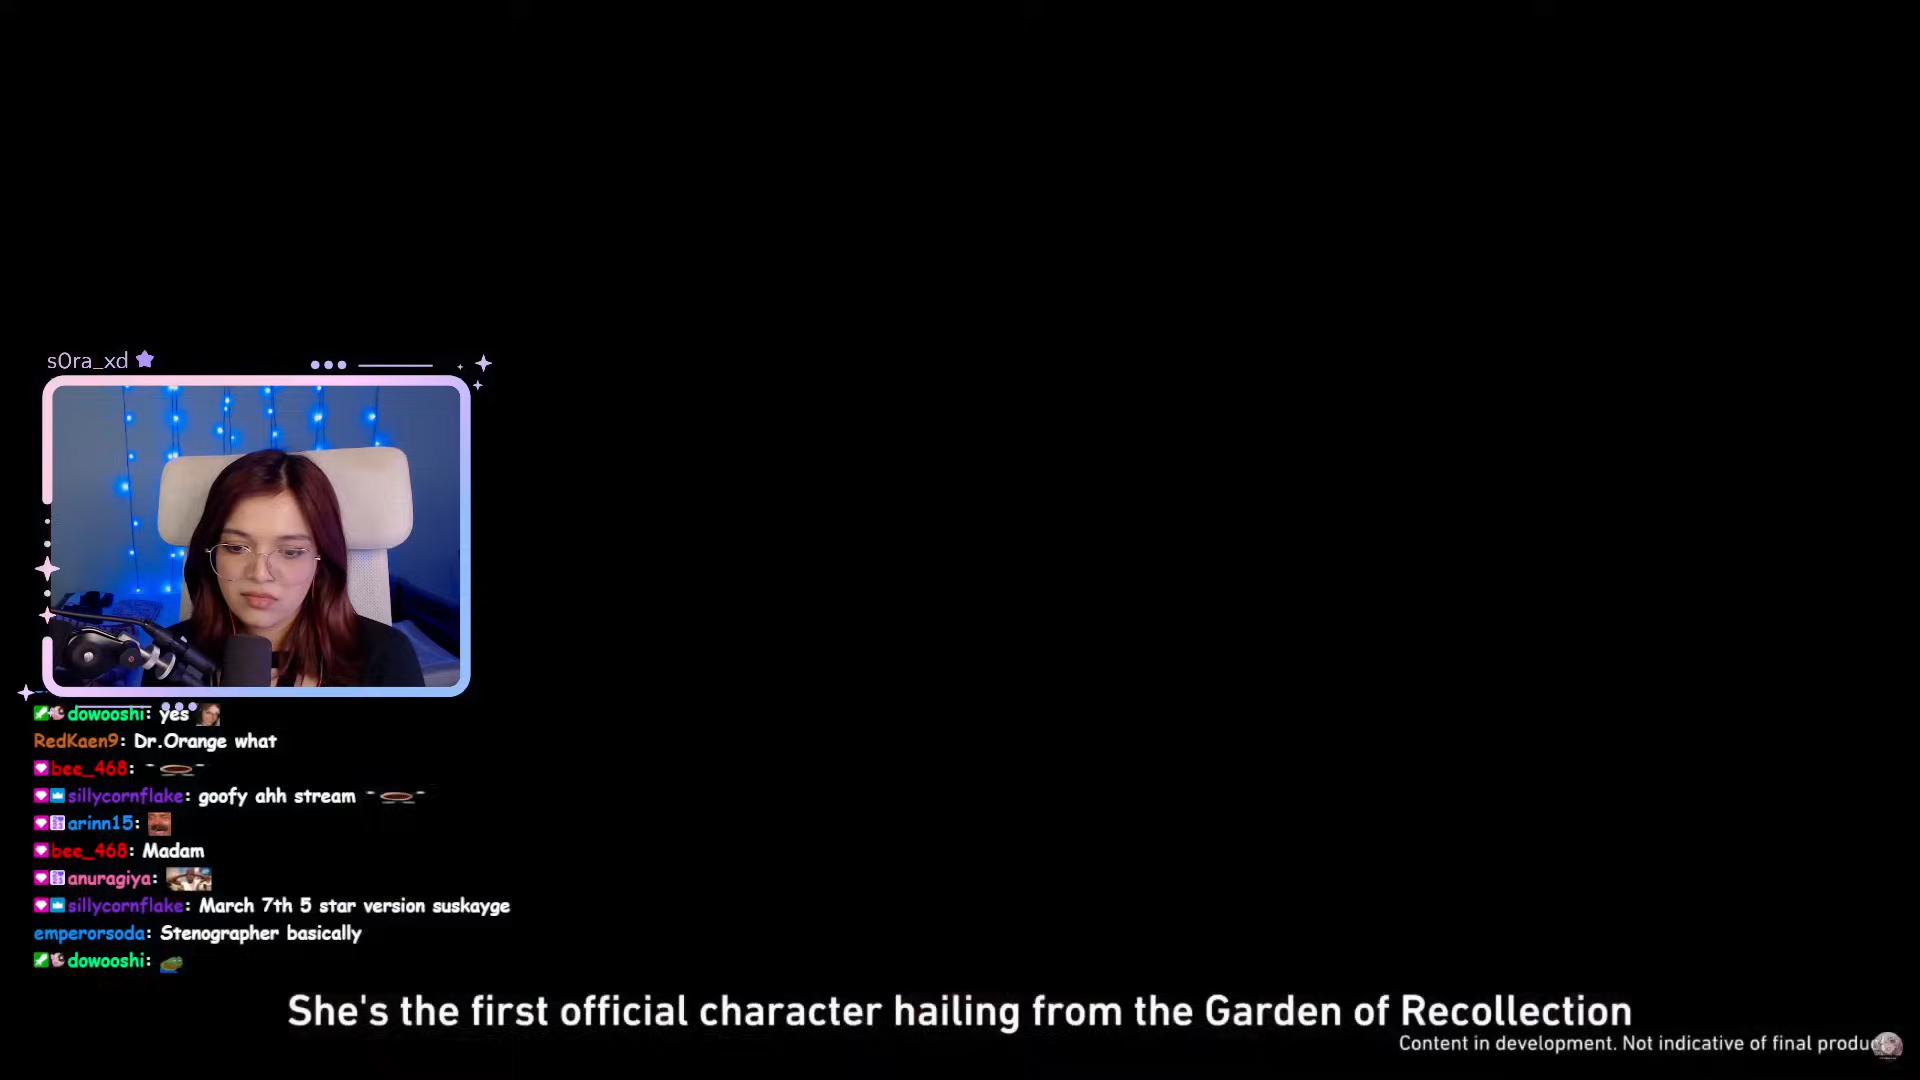 s0ra_xd
dowooshi: yes
RedKaen9: Dr.Orange what
bee_468:
sillycornflake: goofy ahh stream
arinn15:
bee_468: Madam
anuragiya:
sillycornflake: March 7th 5 star version suskayge
emperorsoda: Stenographer basically
dowooshi:
She's the first official character hailing from the Garden of Recollection
Content in development. Not indicative of final produc